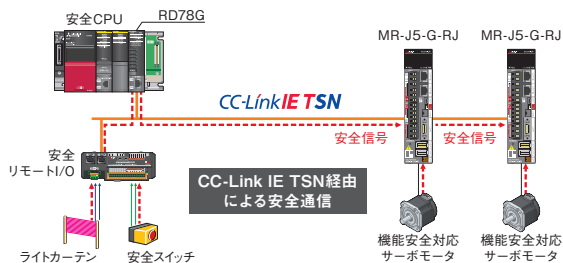 安全CPU
RD78G
MR-J5-G-RJ
MR-J5-G-RJ
CC-Link IE TSN
安全信号
安全信号
安全
リモートI/O
CC-Link IE TSN経由
による安全通信
ライトカーテン
安全スイッチ
機能安全対応
サーボモータ
機能安全対応
サーボモータ